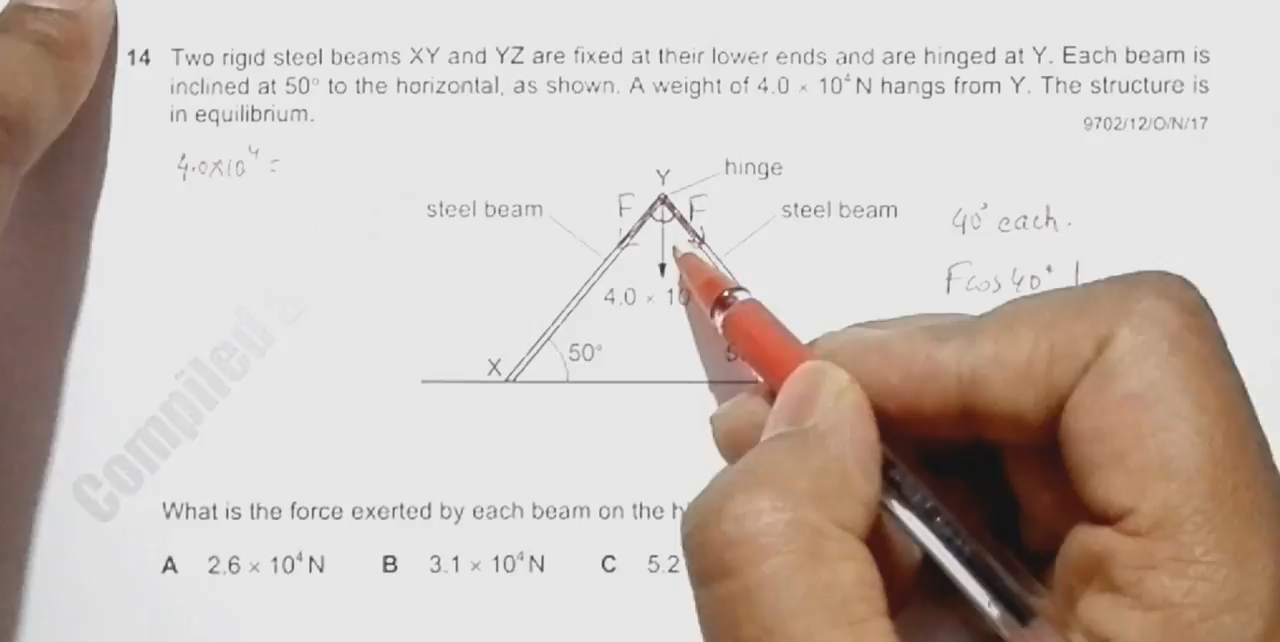 14 Two rigid steel beams XY and YZ are fixed at their lower ends and are hinged at Y. Each beam is
inclined at 50° to the horizontal, as shown. A weight of 4.0 × 10⁴ N hangs from Y. The structure is
in equilibrium.
9702/12/O/N/17
4.0×10⁴ =
Y
hinge
steel beam
F
F
steel beam
40° each.
Fcos40°
4.0 × 10
X
50°
Compiled
What is the force exerted by each beam on the
A 2.6 × 10⁴ N B 3.1 × 10⁴ N C 5.2